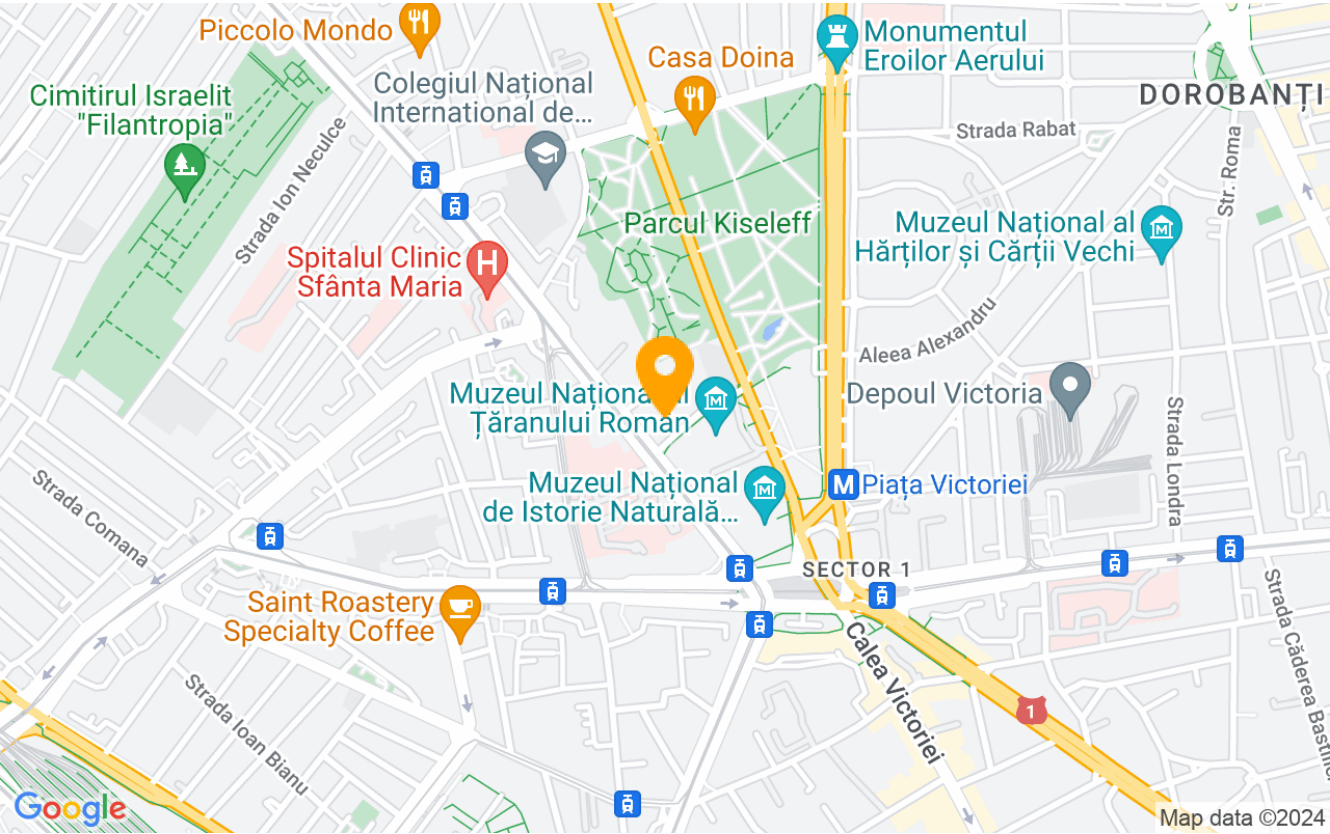 Piccolo Mondo
Monumentul
Eroilor Aerului
Casa Doina
Colegiul Național
International de...
Cimitirul Israelit
"Filantropia"
DOROBANȚI
Strada Rabat
Strada Ion Neculce
Str. Roma
Parcul Kiseleff
Muzeul Național al
Hărților și Cărții Vechi
Spitalul Clinic
Sfânta Maria
H
Aleea Alexandru
Depoul Victoria
Muzeul Național al
Țăranului Român
Strada Londra
Muzeul Național
de Istorie Naturală...
M
Piața Victoriei
Strada Comana
SECTOR 1
Saint Roastery
Specialty Coffee
Calea Victoriei
Strada Căderea Bastiliei
Strada Ioan Bianu
1
Google
Map data ©2024